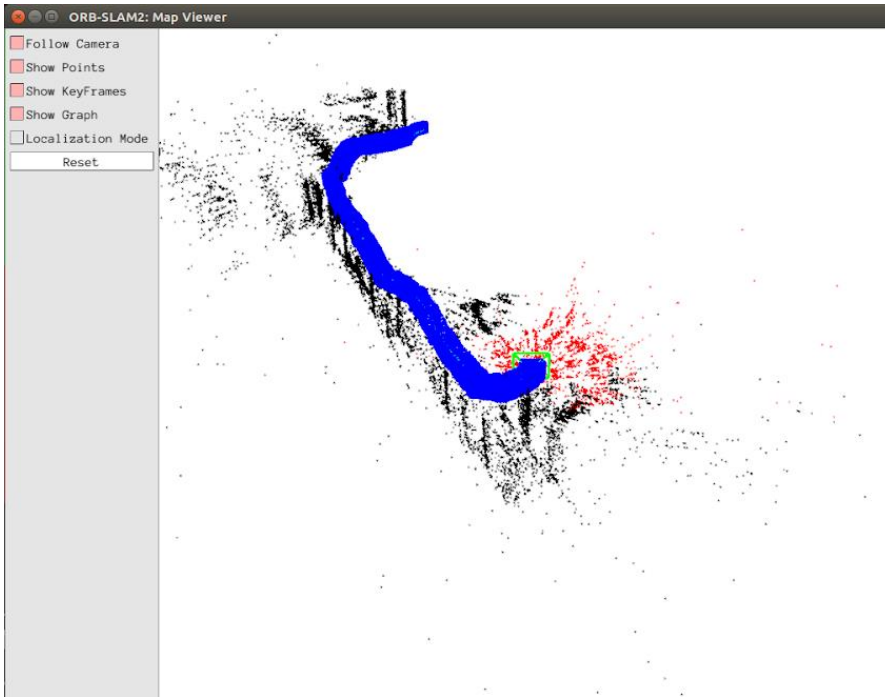 ORB-SLAM2: Map Viewer
Follow Camera
Show Points
Show KeyFrames
Show Graph
Localization Mode
Reset